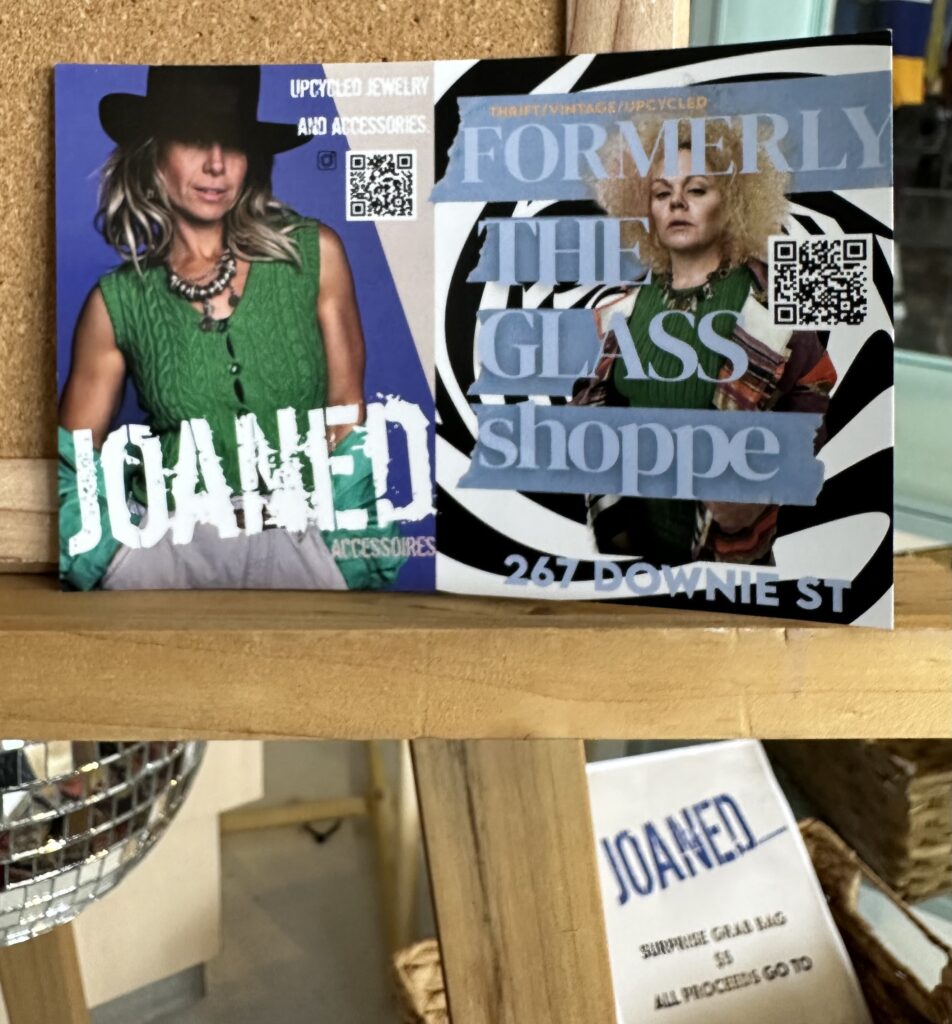 UPCYCLED JEWELRY
AND ACCESSORIES.
JOANED
ACCESSOIRES
THRIFT/VINTAGE/UPCYCLED
FORMERLY
THE
GLASS
shoppe
267 DOWNIE ST
JOANED
SURPRISE GRAB BAG
$5
ALL PROCEEDS GO TO